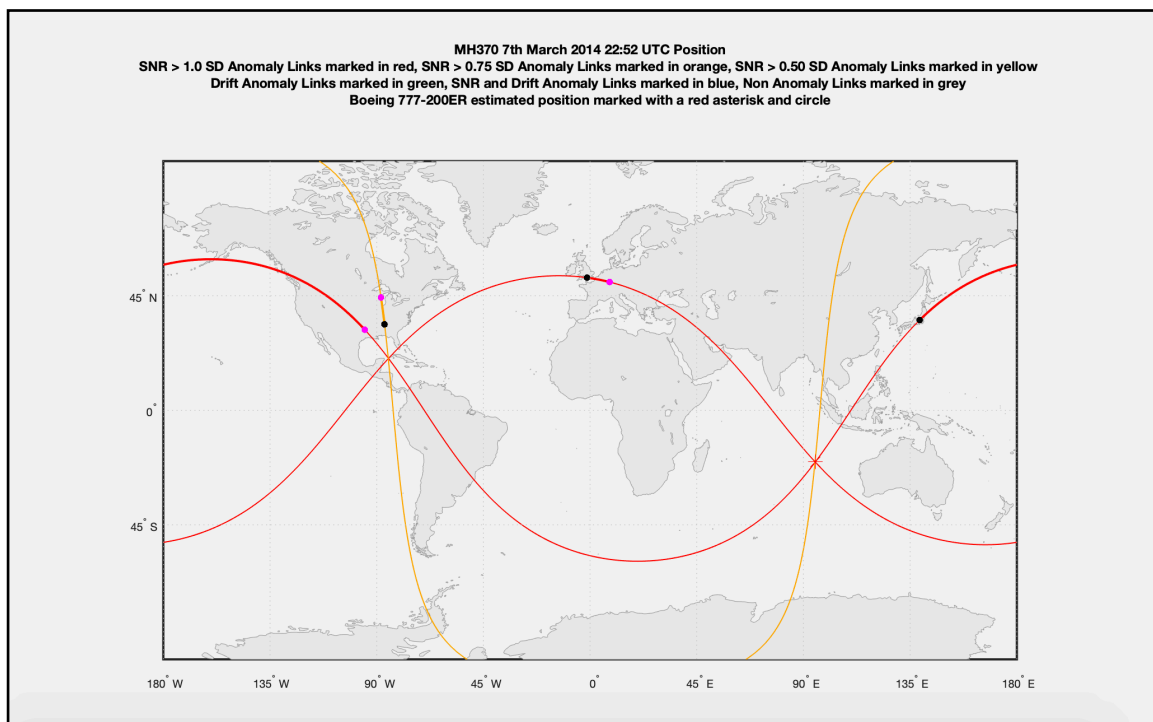 MH370 7th March 2014 22:52 UTC Position
SNR > 1.0 SD Anomaly Links marked in red, SNR > 0.75 SD Anomaly Links marked in orange, SNR > 0.50 SD Anomaly Links marked in yellow
Drift Anomaly Links marked in green, SNR and Drift Anomaly Links marked in blue, Non Anomaly Links marked in grey
Boeing 777-200ER estimated position marked with a red asterisk and circle
45° N
0°
45° S
180° W 135° W 90° W 45° W 0° 45° E 90° E 135° E 180° E